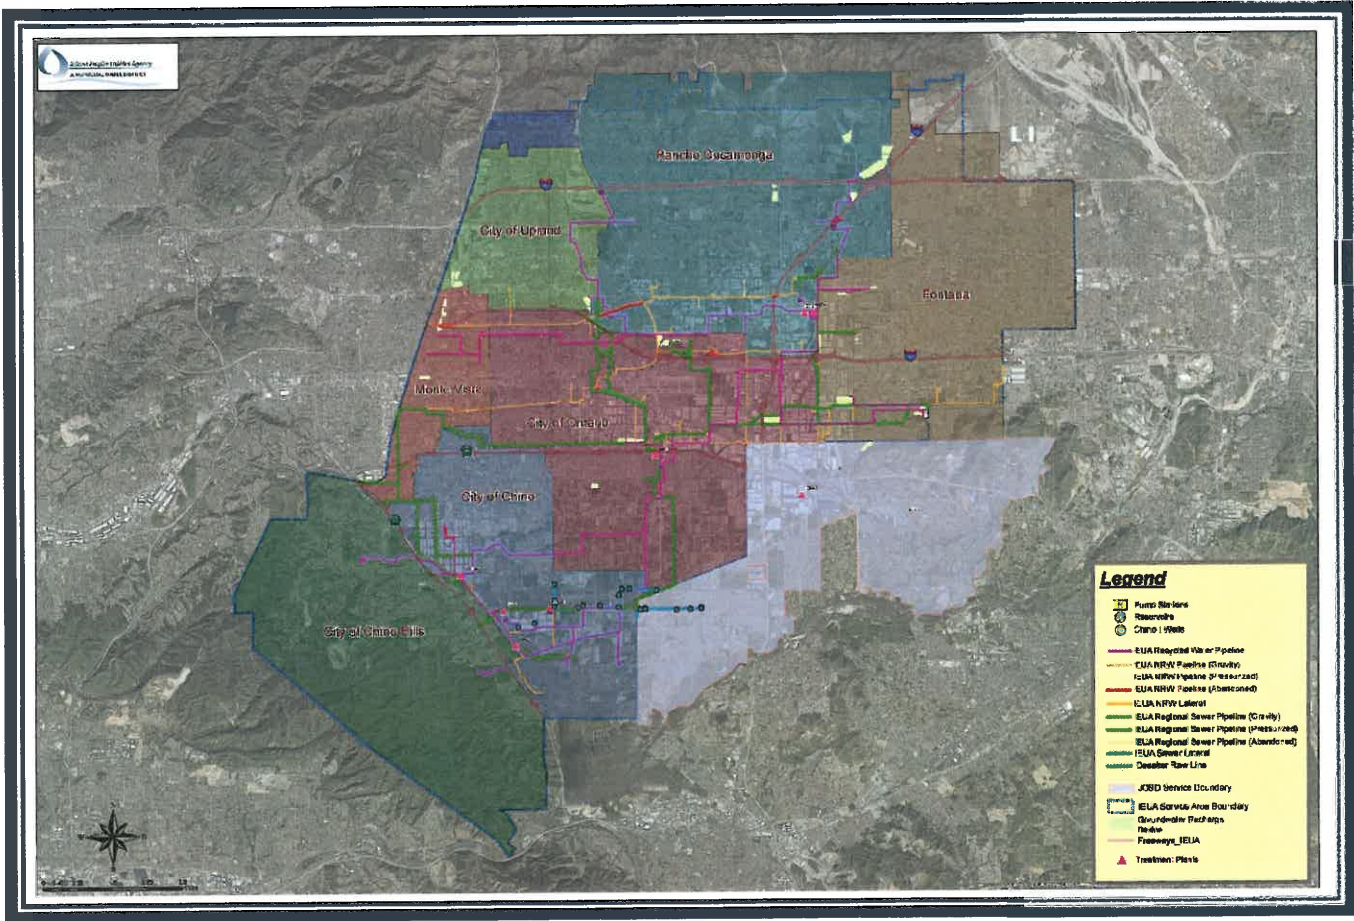 Rancho Cucamonga
City of Upland
Fontana
Monte Vista
City of Ontario
City of Chino
City of Chino Hills
Legend
Pump Stations
Reservoirs
Chino I Wells
IEUA Recycled Water Pipeline
IEUA NRW Pipeline (Gravity)
IEUA NRW Pipeline (Pressurized)
IEUA NRW Pipeline (Abandoned)
IEUA NRW Lateral
IEUA Regional Sewer Pipeline (Gravity)
IEUA Regional Sewer Pipeline (Pressurized)
IEUA Regional Sewer Pipeline (Abandoned)
IEUA Sewer Lateral
Desalter Raw Line
JCSD Service Boundary
IEUA Service Area Boundary
Groundwater Recharge
Basins
Freeways_IEUA
Treatment Plants